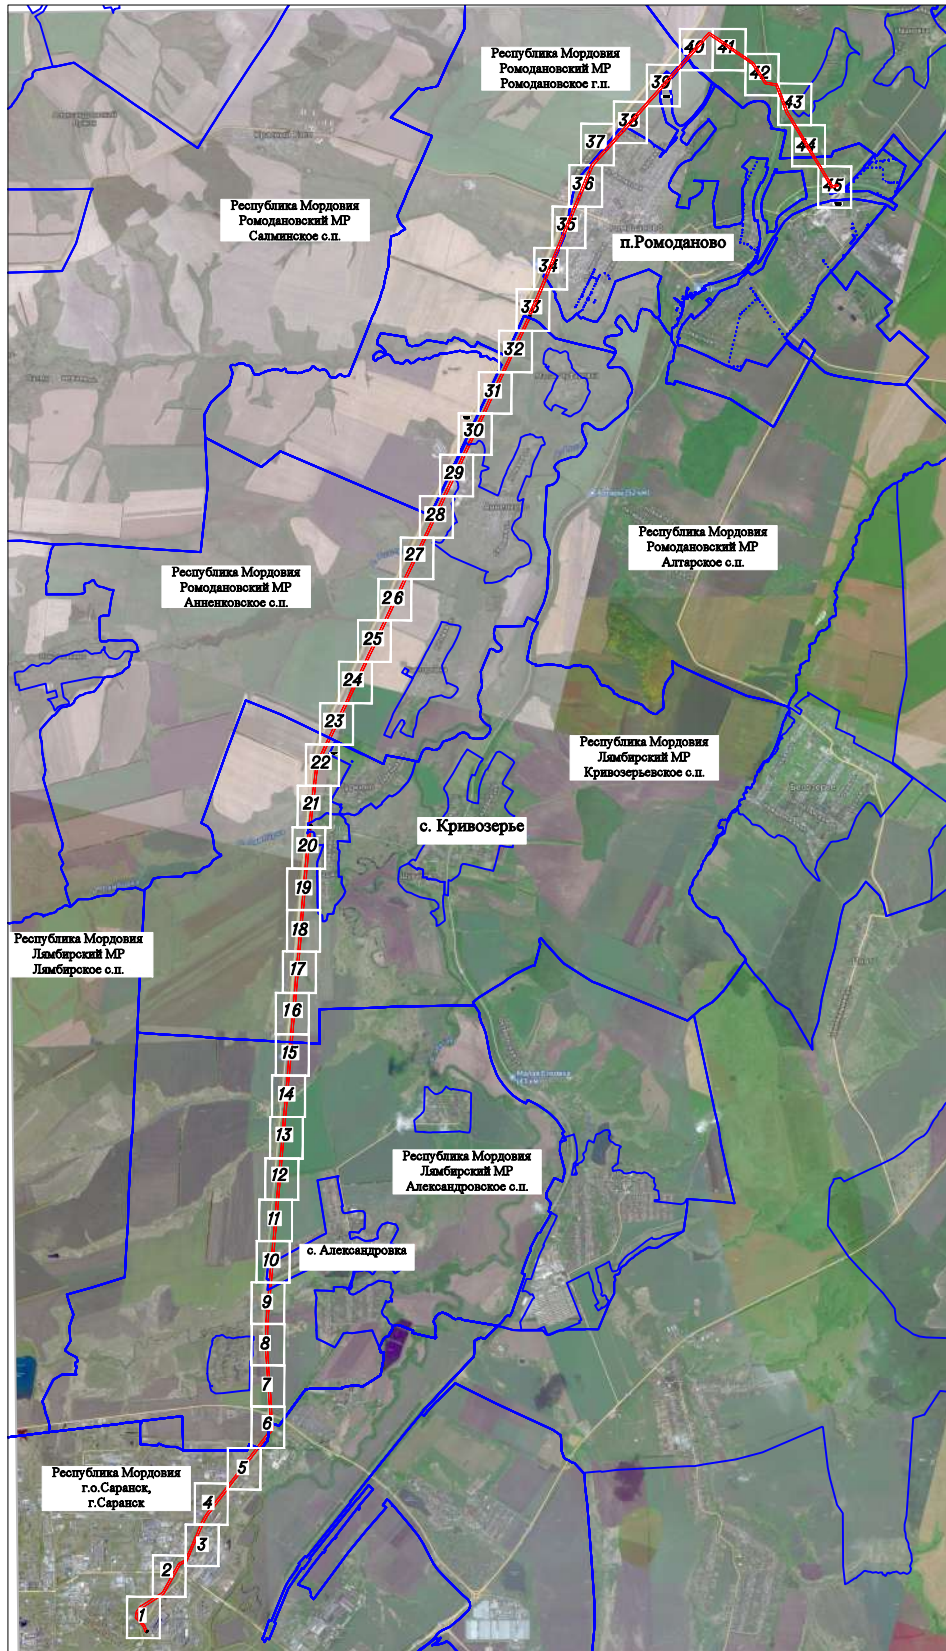 40
41
42
39
43
38
44
37
45
36
35
34
33
32
31
30
29
28
27
26
25
24
23
22
21
20
19
18
17
16
15
14
13
12
11
10
9
8
7
6
5
4
3
2
1
Республика Мордовия
Ромодановский МР
Ромодановское г.п.
Республика Мордовия
Ромодановский МР
Салминское с.п.
п.Ромоданово
Республика Мордовия
Ромодановский МР
Алтарское с.п.
Республика Мордовия
Ромодановский МР
Анненковское с.п.
Республика Мордовия
Лямбирский МР
Кривозерьевское с.п.
с. Кривозерье
Республика Мордовия
Лямбирский МР
Лямбирское с.п.
Республика Мордовия
Лямбирский МР
Александровское с.п.
с. Александровка
Республика Мордовия
г.о.Саранск,
г.Саранск